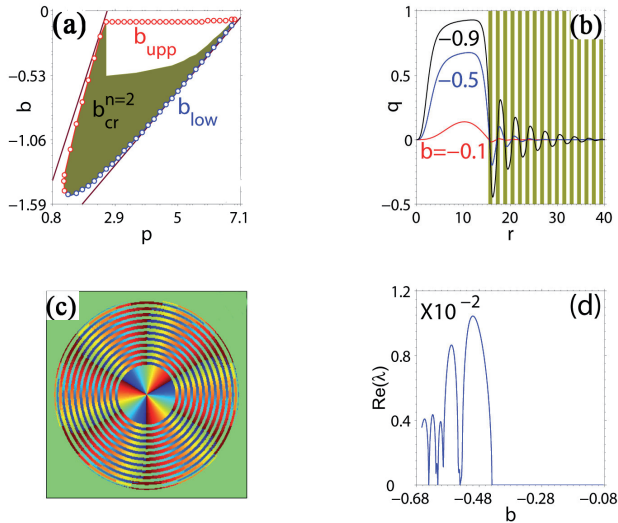 (a)
0
−0.53
−1.06
−1.59
b
b_upp
b_cr^n=2
b_low
0.8 2.9 5 7.1
p
(b)
1
0.5
0
−0.5
q
−0.9
−0.5
b=−0.1
0 10 20 30 40
r
(c)
(d)
X10^−2
1.2
0.8
0.4
0
Re(λ)
−0.68 −0.48 −0.28 −0.08
b